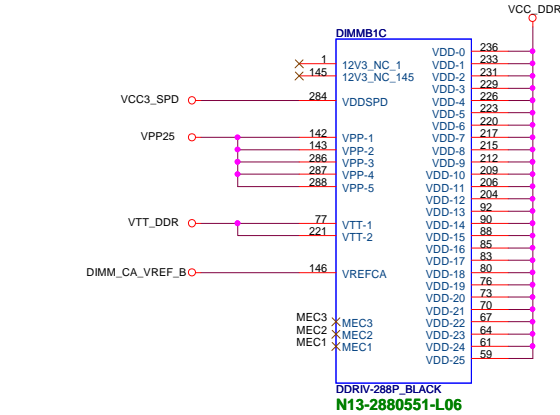 VCC_DDR
DIMMB1C
1 12V3_NC_1 VDD-0 236
145 12V3_NC_145 VDD-1 233
VDD-2 231
VDD-3 229
VCC3_SPD 284 VDDSPD VDD-4 226
VDD-5 223
VDD-6 220
VPP25 142 VPP-1 VDD-7 217
143 VPP-2 VDD-8 215
286 VPP-3 VDD-9 212
287 VPP-4 VDD-10 209
288 VPP-5 VDD-11 206
VDD-12 204
VDD-13 92
VTT_DDR 77 VTT-1 VDD-14 90
221 VTT-2 VDD-15 88
VDD-16 85
VDD-17 83
DIMM_CA_VREF_B 146 VREFCA VDD-18 80
VDD-19 76
VDD-20 73
VDD-21 70
MEC3 MEC3 VDD-22 67
MEC2 MEC2 VDD-23 64
MEC1 MEC1 VDD-24 61
VDD-25 59
DDRIV-288P_BLACK
N13-2880551-L06